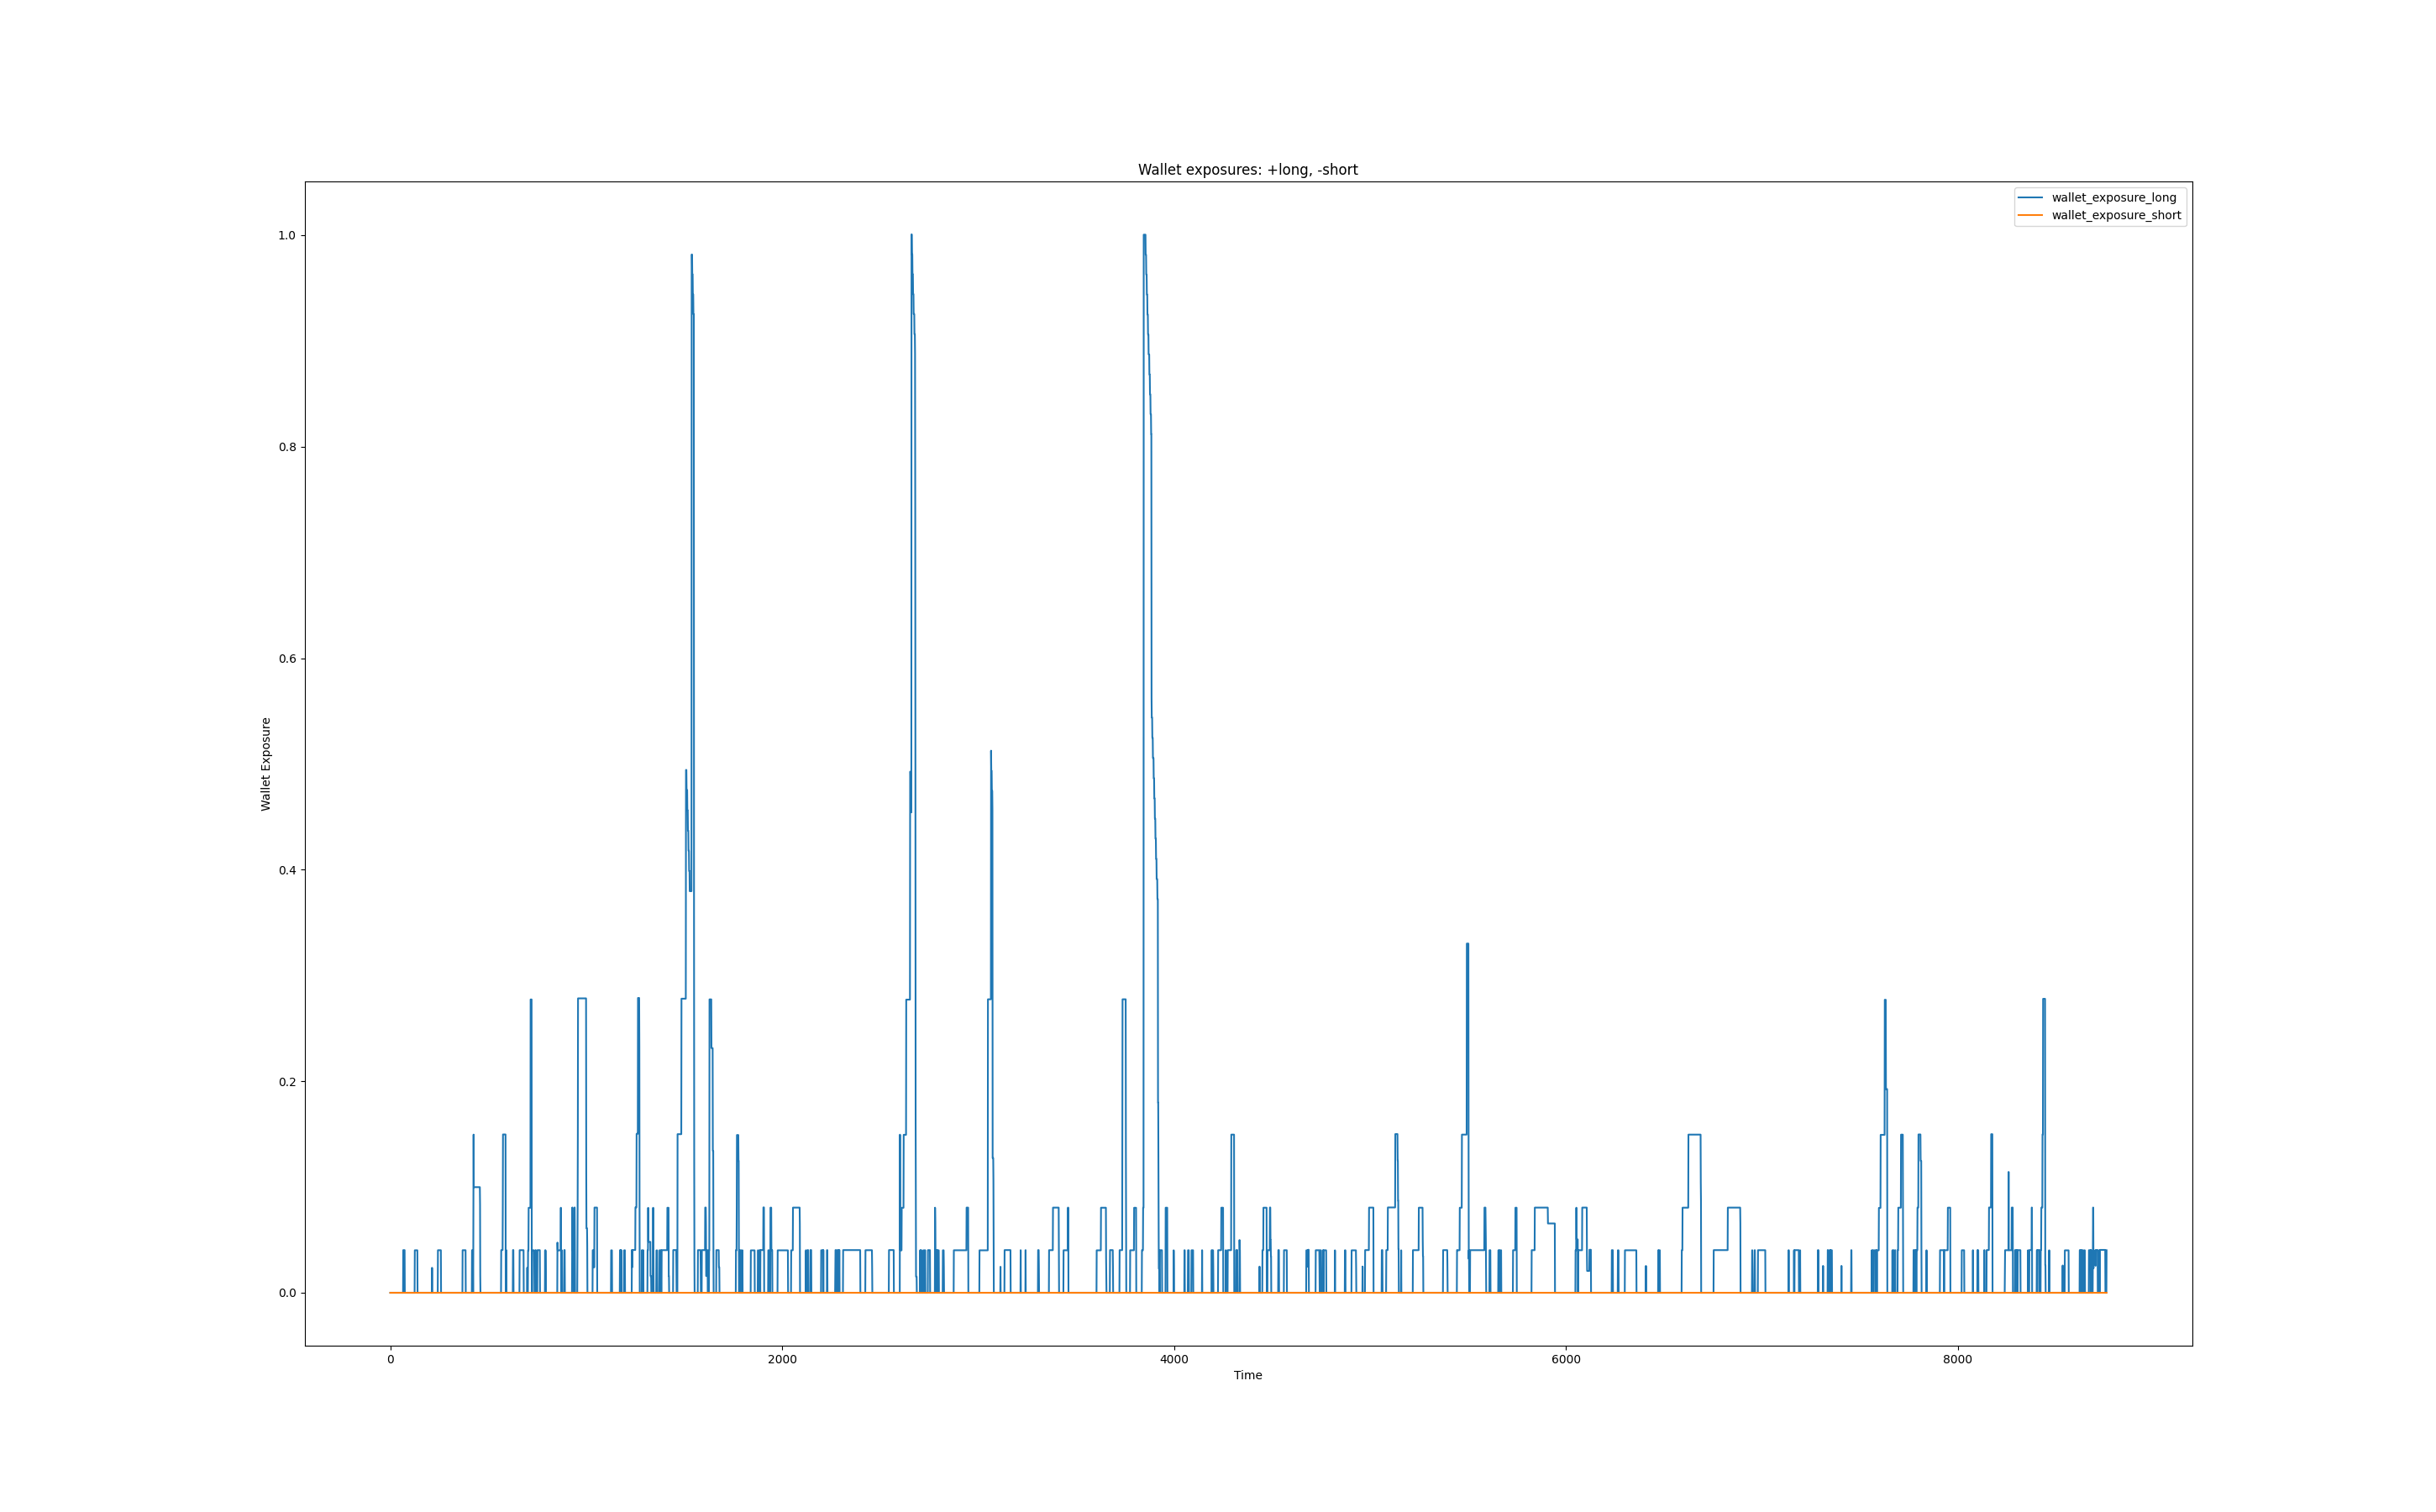 Wallet exposures: +long, -short
wallet_exposure_long
wallet_exposure_short
1.0
0.8
0.6
0.4
0.2
0.0
Wallet Exposure
0 2000 4000 6000 8000
Time